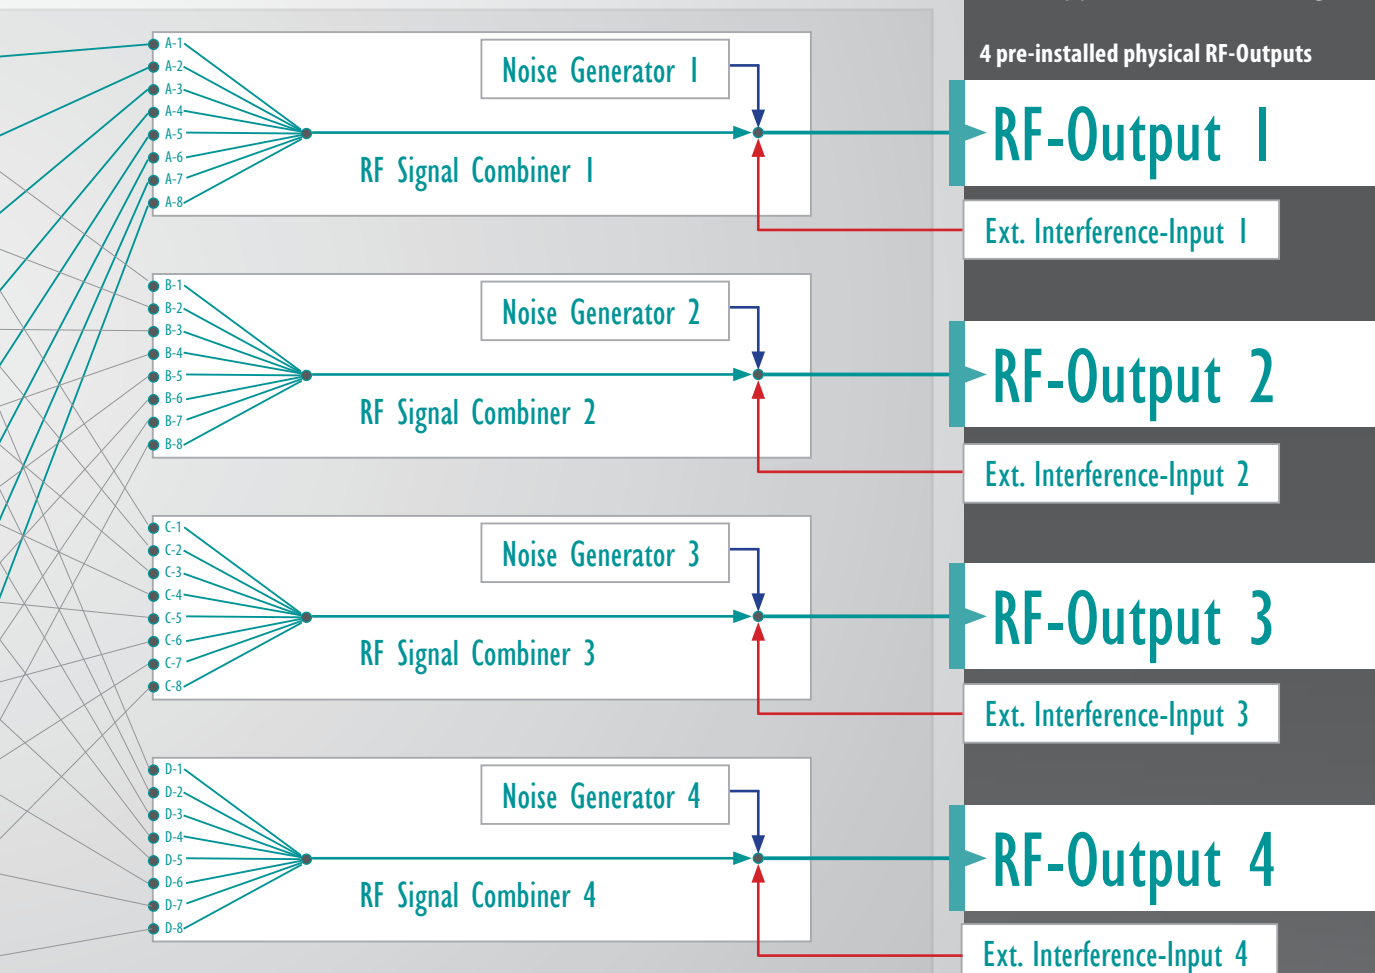 4 pre-installed physical RF-Outputs
A-1
A-2
A-3
A-4
A-5
A-6
A-7
A-8
Noise Generator 1
RF Signal Combiner 1
RF-Output 1
Ext. Interference-Input 1
B-1
B-2
B-3
B-4
B-5
B-6
B-7
B-8
Noise Generator 2
RF Signal Combiner 2
RF-Output 2
Ext. Interference-Input 2
C-1
C-2
C-3
C-4
C-5
C-6
C-7
C-8
Noise Generator 3
RF Signal Combiner 3
RF-Output 3
Ext. Interference-Input 3
D-1
D-2
D-3
D-4
D-5
D-6
D-7
D-8
Noise Generator 4
RF Signal Combiner 4
RF-Output 4
Ext. Interference-Input 4